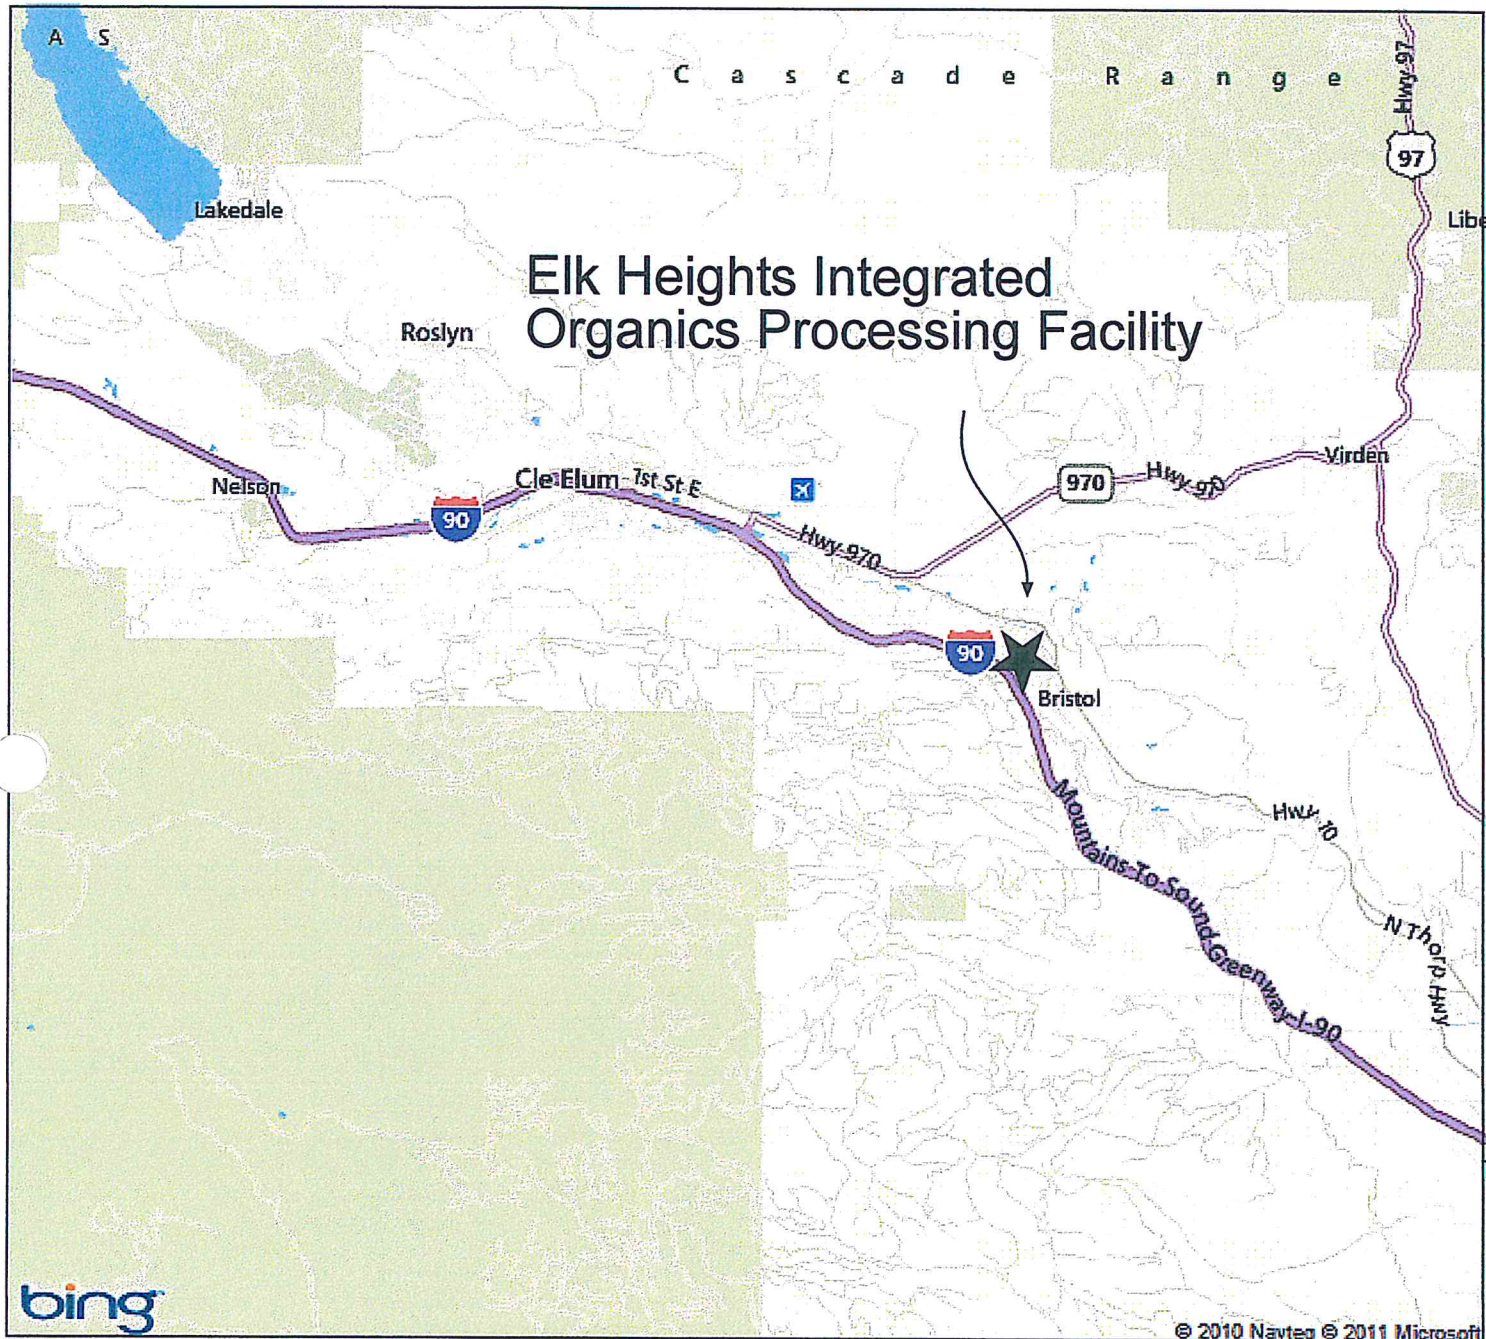 A S
Cascade Range
Hwy 97
97
Lakedale
Libe
Elk Heights Integrated
Organics Processing Facility
Roslyn
Nelson
Cle Elum
1st St E
90
970
Hwy 970
Virden
Hwy 970
90
Bristol
Hwy 10
Mountains To Sound Greenway I-90
N Thorp Hwy
bing
© 2010 Navteq © 2011 Microsoft